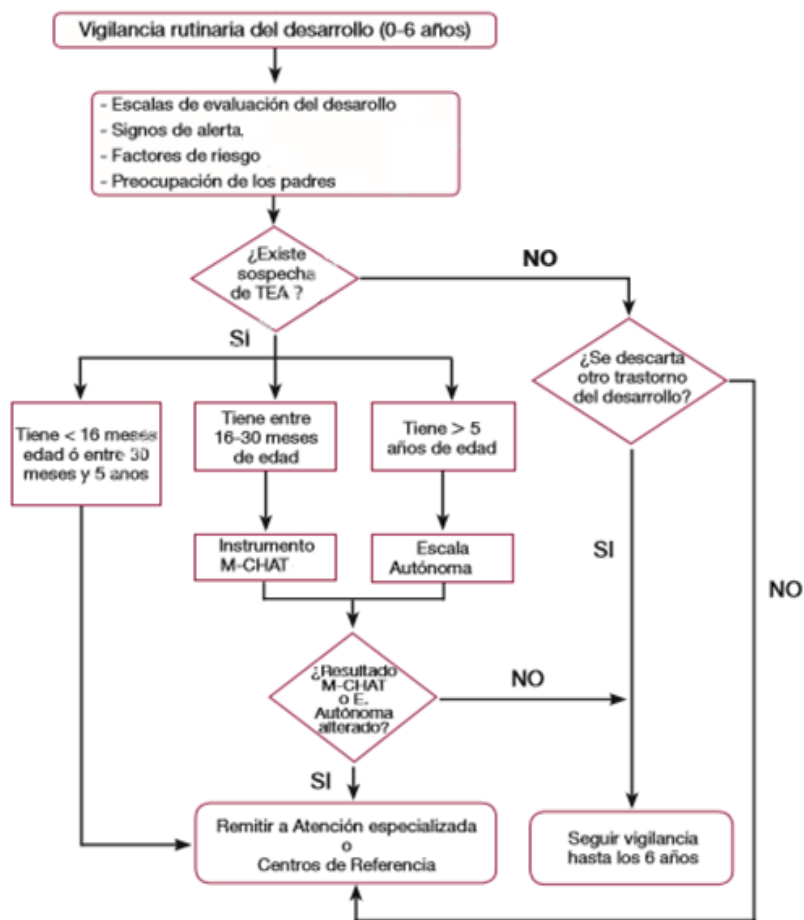 Vigilancia rutinaria del desarrollo (0-6 años)
- Escalas de evaluación del desarollo
- Signos de alerta.
- Factores de riesgo
- Preocupación de los padres
¿Existe
sospecha
de TEA ?
NO
SI
¿Se descarta
otro trastorno
del desarrollo?
Tiene < 16 meses
edad ó entre 30
meses y 5 anos
Tiene entre
16-30 meses
de edad
Tiene > 5
años de edad
Instrumento
M-CHAT
Escala
Autónoma
SI
NO
¿Resultado
M-CHAT
o E.
Autónoma
alterado?
NO
SI
Remitir a Atención especializada
o
Centros de Referencia
Seguir vigilancia
hasta los 6 años